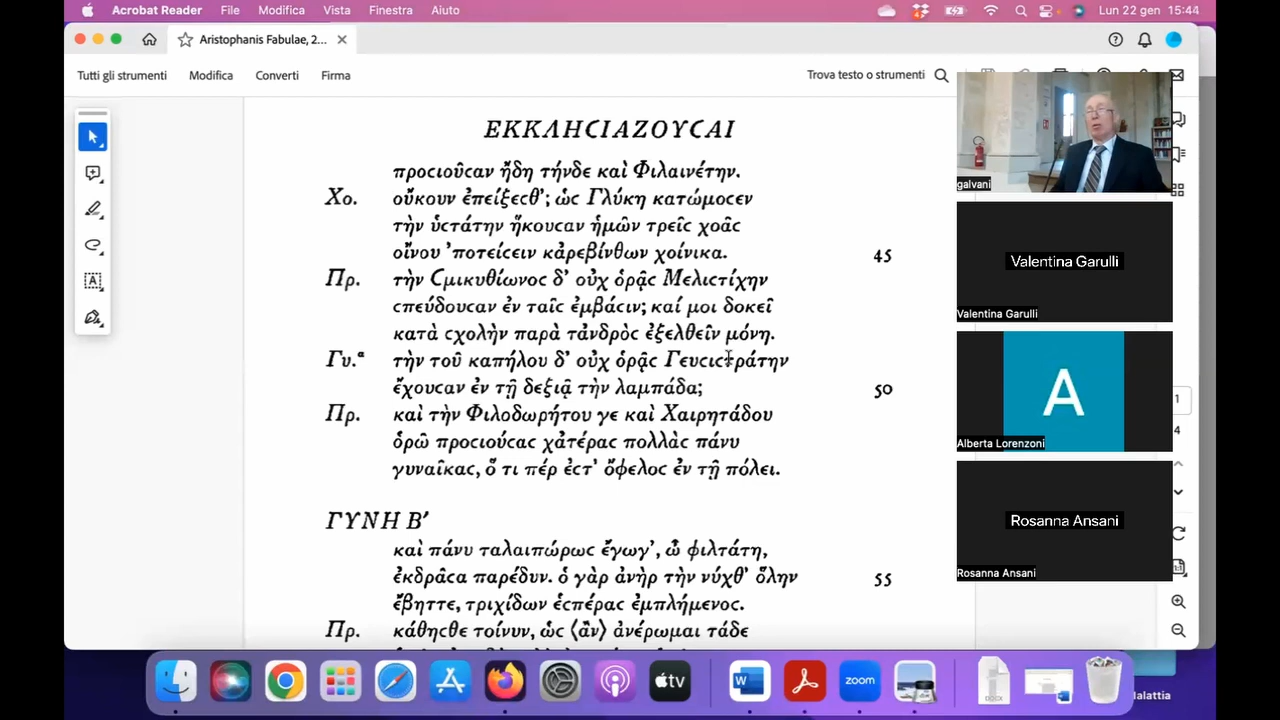 Acrobat Reader File Modifica Vista Finestra Aiuto Lun 22 gen 15:44
Aristophanis Fabulae, 2...
Tutti gli strumenti Modifica Converti Firma Trova testo o strumenti
ΕΚΚΛΗϹΙΑΖΟΥϹΑΙ
προϲιοῦϲαν ἤδη τήνδε καὶ Φιλαινέτην.
Χο. οὔκουν ἐπείξεϲθ’; ὡϲ Γλύκη κατώμοϲεν
τὴν ὑϲτάτην ἥκουϲαν ἡμῶν τρεῖϲ χοᾶϲ
οἴνου ’ποτείϲειν κἀρεβίνθων χοίνικα. 45
Πρ. τὴν Ϲμικυθίωνοϲ δ’ οὐχ ὁρᾷϲ Μελιϲτίχην
ϲπεύδουϲαν ἐν ταῖϲ ἐμβάϲιν; καί μοι δοκεῖ
κατὰ ϲχολὴν παρὰ τἀνδρὸϲ ἐξελθεῖν μόνη.
Γυ.ᵅ τὴν τοῦ καπήλου δ’ οὐχ ὁρᾷϲ Γευϲιϲτράτην
ἔχουϲαν ἐν τῇ δεξιᾷ τὴν λαμπάδα; 50
Πρ. καὶ τὴν Φιλοδωρήτου γε καὶ Χαιρητάδου
ὁρῶ προϲιούϲαϲ χἀτέραϲ πολλὰϲ πάνυ
γυναῖκαϲ, ὅ τι πέρ ἐϲτ’ ὄφελοϲ ἐν τῇ πόλει.
ΓΥΝΗ Β′
καὶ πάνυ ταλαιπώρωϲ ἔγωγ’, ὦ φιλτάτη,
ἐκδρᾶϲα παρέδυν. ὁ γὰρ ἀνὴρ τὴν νύχθ’ ὅλην 55
ἔβηττε, τριχίδων ἑϲπέραϲ ἐμπλήμενοϲ.
Πρ. κάθηϲθε τοίνυν, ὡϲ ⟨ἂν⟩ ἀνέρωμαι τάδε
galvani
Valentina Garulli
Valentina Garulli
A
Alberta Lorenzoni
Rosanna Ansani
Rosanna Ansani
1
4
tv
W
zoom
DOCX
Malattia